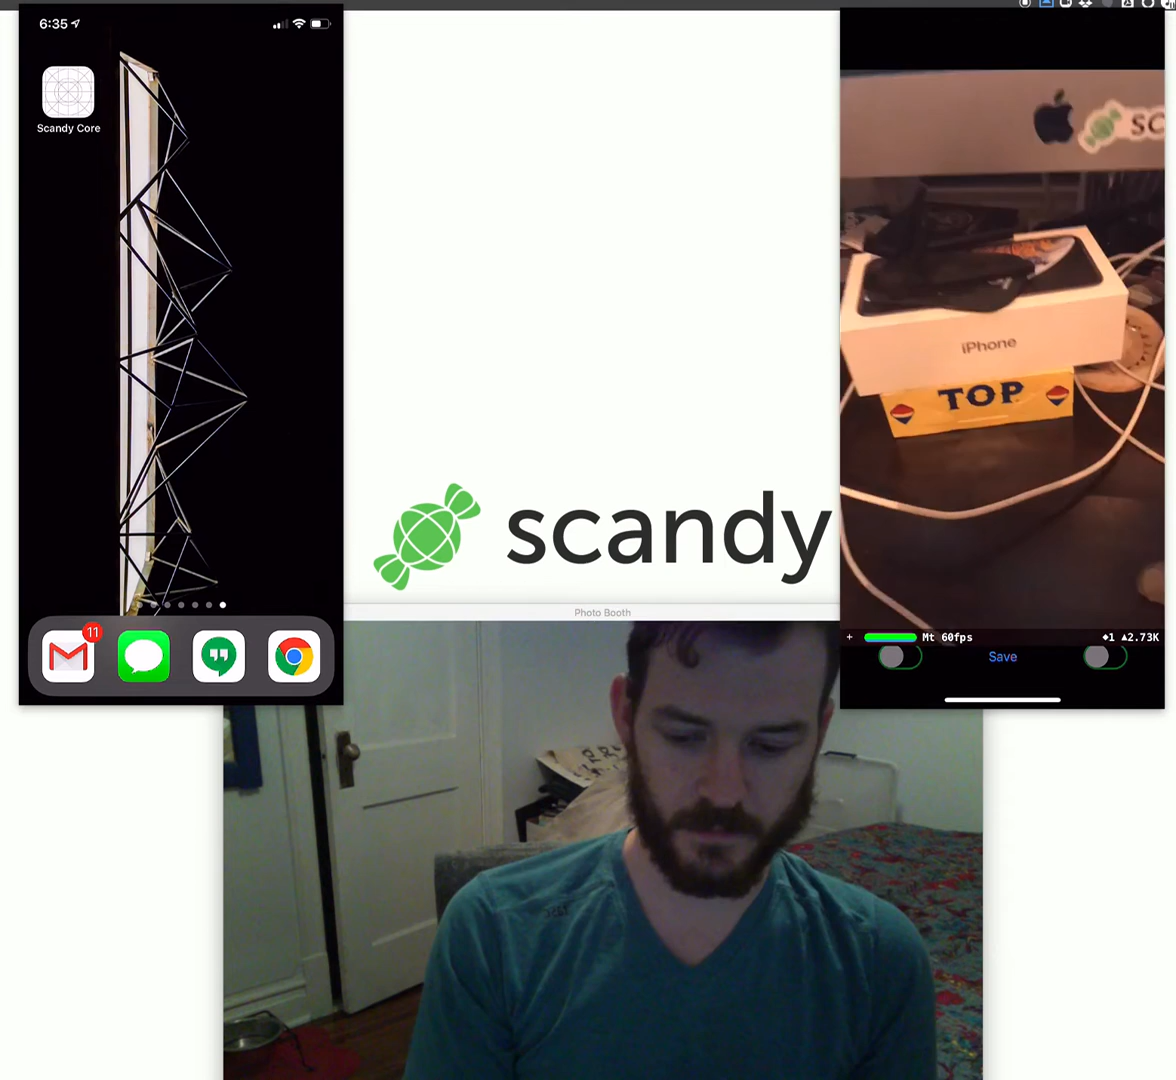 6:35
Scandy Core
11
scandy
Photo Booth
SC
iPhone
TOP
+ Mt 60fps ◆1 ▲2.73K
Save